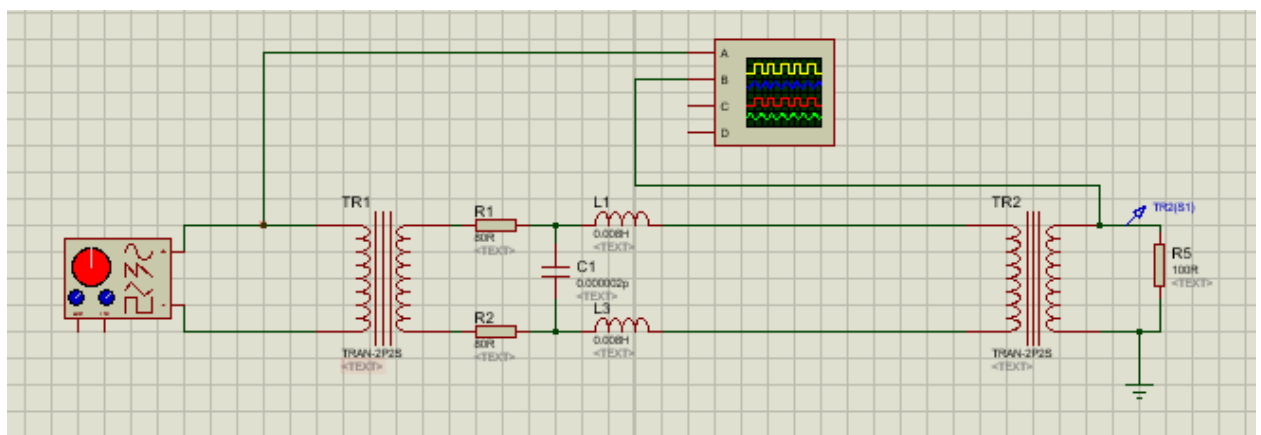 A
B
C
D
TR1
TRAN-2P2S
<TEXT>
R1
80R
<TEXT>
R2
80R
<TEXT>
C1
0.000002p
<TEXT>
L1
0.008H
<TEXT>
L3
0.008H
<TEXT>
TR2
TRAN-2P2S
<TEXT>
TR2(S1)
R5
100R
<TEXT>